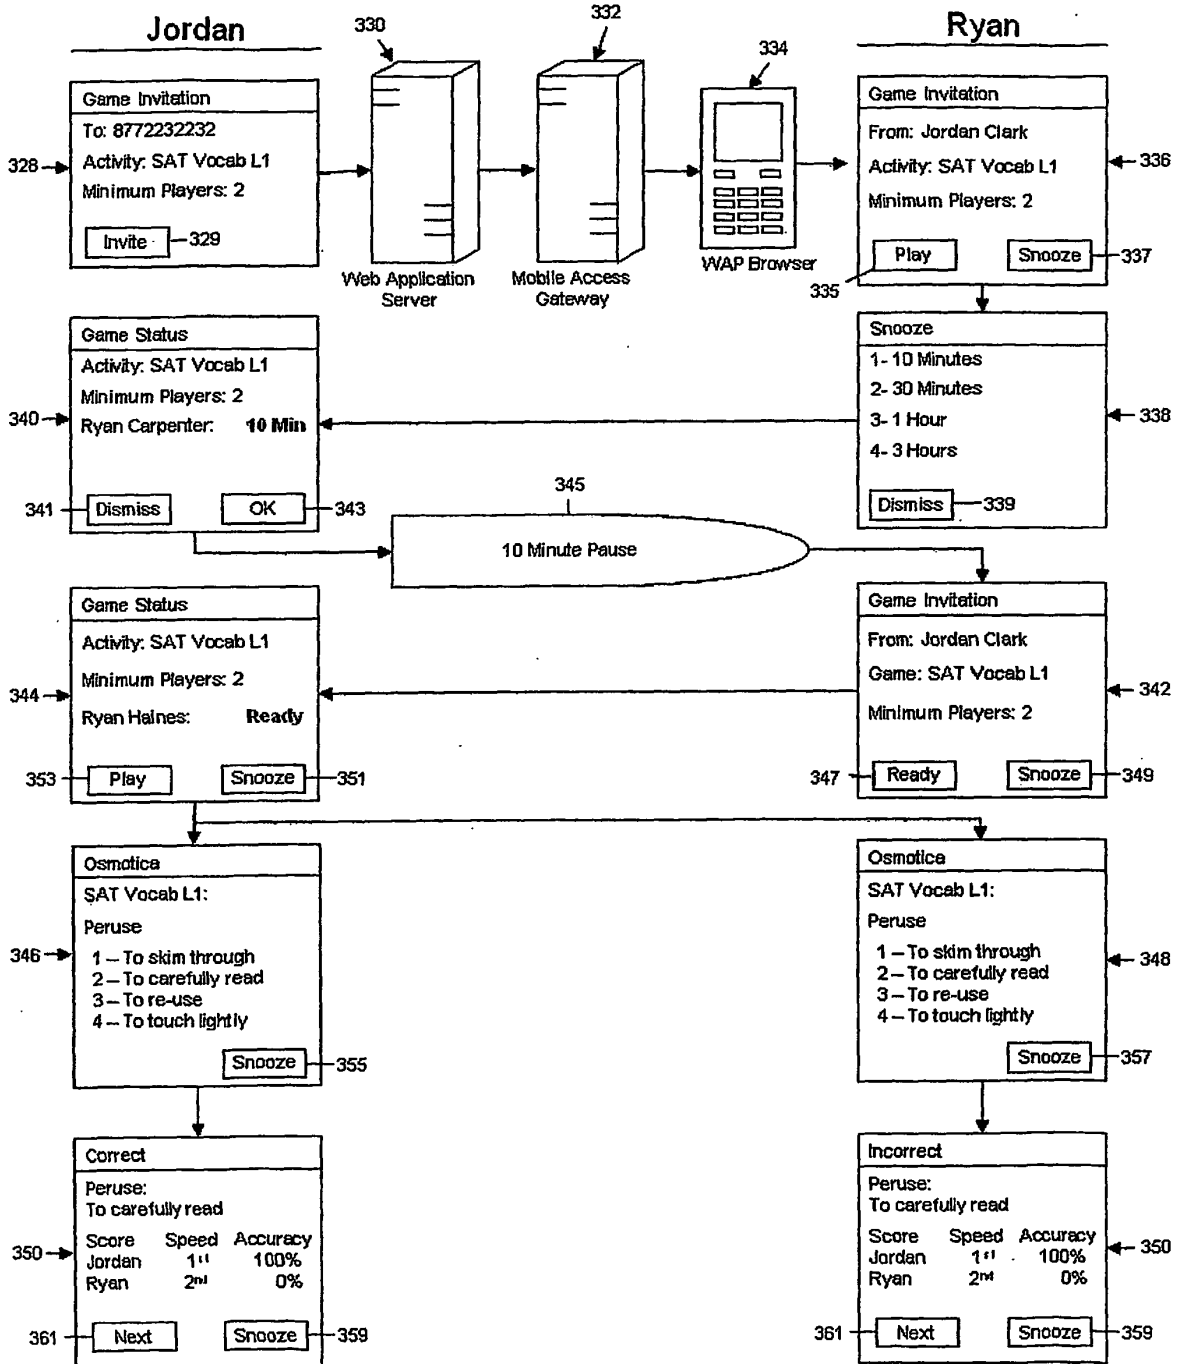 Jordan
330
332
334
Ryan
Game Invitation
To: 8772232232
Activity: SAT Vocab L1
Minimum Players: 2
Invite
328
329
Web Application
Server
Mobile Access
Gateway
WAP Browser
Game Invitation
From: Jordan Clark
Activity: SAT Vocab L1
Minimum Players: 2
Play
Snooze
335
336
337
Game Status
Activity: SAT Vocab L1
Minimum Players: 2
Ryan Carpenter: 10 Min
Dismiss
OK
340
341
343
Snooze
1- 10 Minutes
2- 30 Minutes
3- 1 Hour
4- 3 Hours
Dismiss
338
339
345
10 Minute Pause
Game Status
Activity: SAT Vocab L1
Minimum Players: 2
Ryan Haines: Ready
Play
Snooze
344
353
351
Game Invitation
From: Jordan Clark
Game: SAT Vocab L1
Minimum Players: 2
Ready
Snooze
342
347
349
Osmotica
SAT Vocab L1:
Peruse
1 – To skim through
2 – To carefully read
3 – To re-use
4 – To touch lightly
Snooze
346
355
Osmotica
SAT Vocab L1:
Peruse
1 – To skim through
2 – To carefully read
3 – To re-use
4 – To touch lightly
Snooze
348
357
Correct
Peruse:
To carefully read
Score Speed Accuracy
Jordan 1st 100%
Ryan 2nd 0%
Next
Snooze
350
361
359
Incorrect
Peruse:
To carefully read
Score Speed Accuracy
Jordan 1st 100%
Ryan 2nd 0%
Next
Snooze
350
361
359